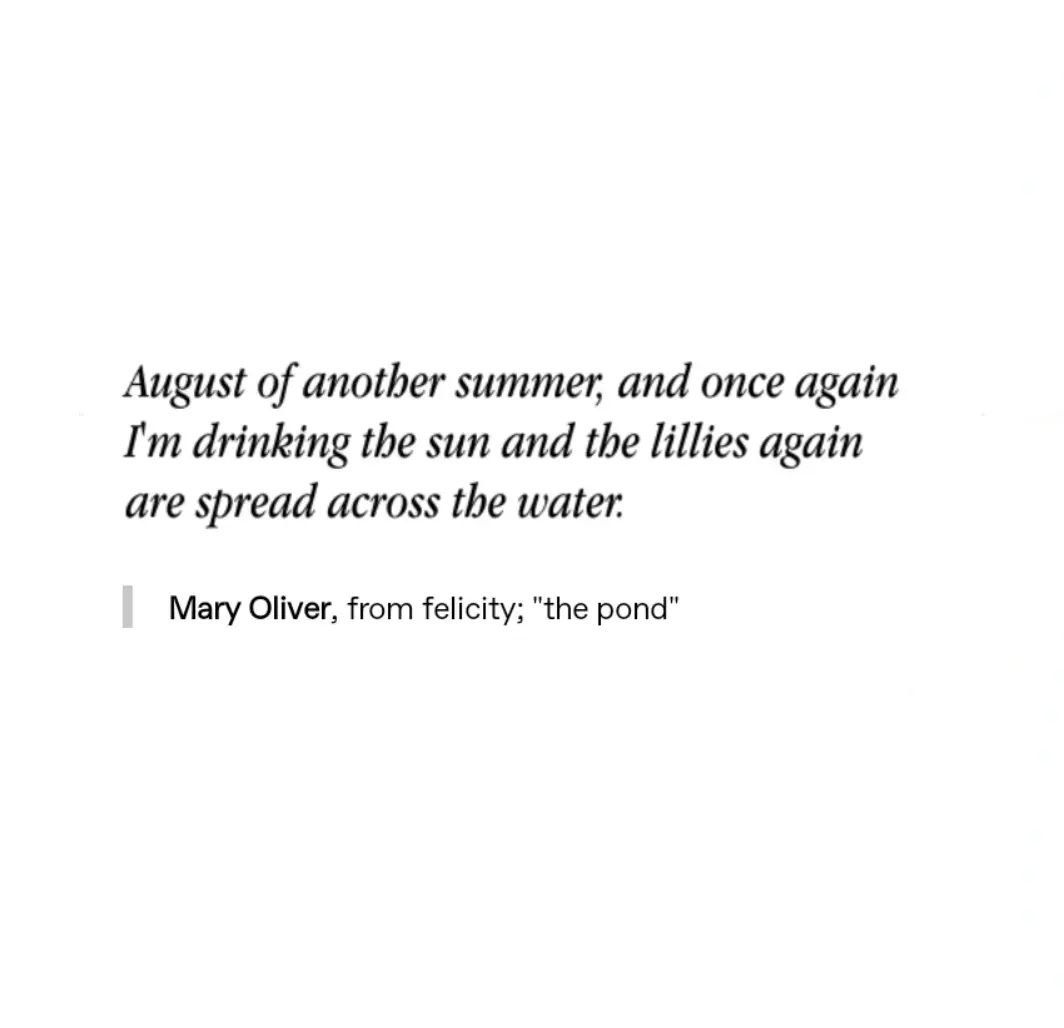 August of another summer, and once again
I'm drinking the sun and the lillies again
are spread across the water.
Mary Oliver, from felicity; "the pond"